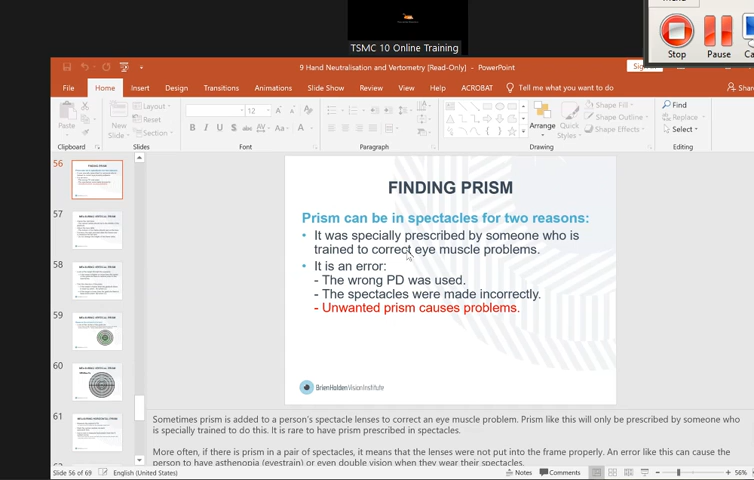 Stop
Pause
TSMC 10 Online Training
9 Hand Neutralisation and Vertometry [Read-Only] - PowerPoint
File Home Insert Design Transitions Animations Slide Show Review View Help ACROBAT Tell me what you want to do
Paste
New
Slide
Layout
Reset
Section
12
Arrange
Quick
Styles
Shape Fill
Shape Outline
Shape Effects
Find
Replace
Select
Clipboard Slides Font Paragraph Drawing Editing
56
57
58
59
60
61
FINDING PRISM
Prism can be in spectacles for two reasons:
• It was specially prescribed by someone who is
trained to correct eye muscle problems.
• It is an error:
- The wrong PD was used.
- The spectacles were made incorrectly.
- Unwanted prism causes problems.
BrienHoldenVisionInstitute
Sometimes prism is added to a person's spectacle lenses to correct an eye muscle problem. Prism like this will only be prescribed by someone who
is specially trained to do this. It is rare to have prism prescribed in spectacles.
More often, if there is prism in a pair of spectacles, it means that the lenses were not put into the frame properly. An error like this can cause the
person to have asthenopia (eyestrain) or even double vision when they wear their spectacles.
Slide 56 of 69 English (United States) Notes Comments 56%